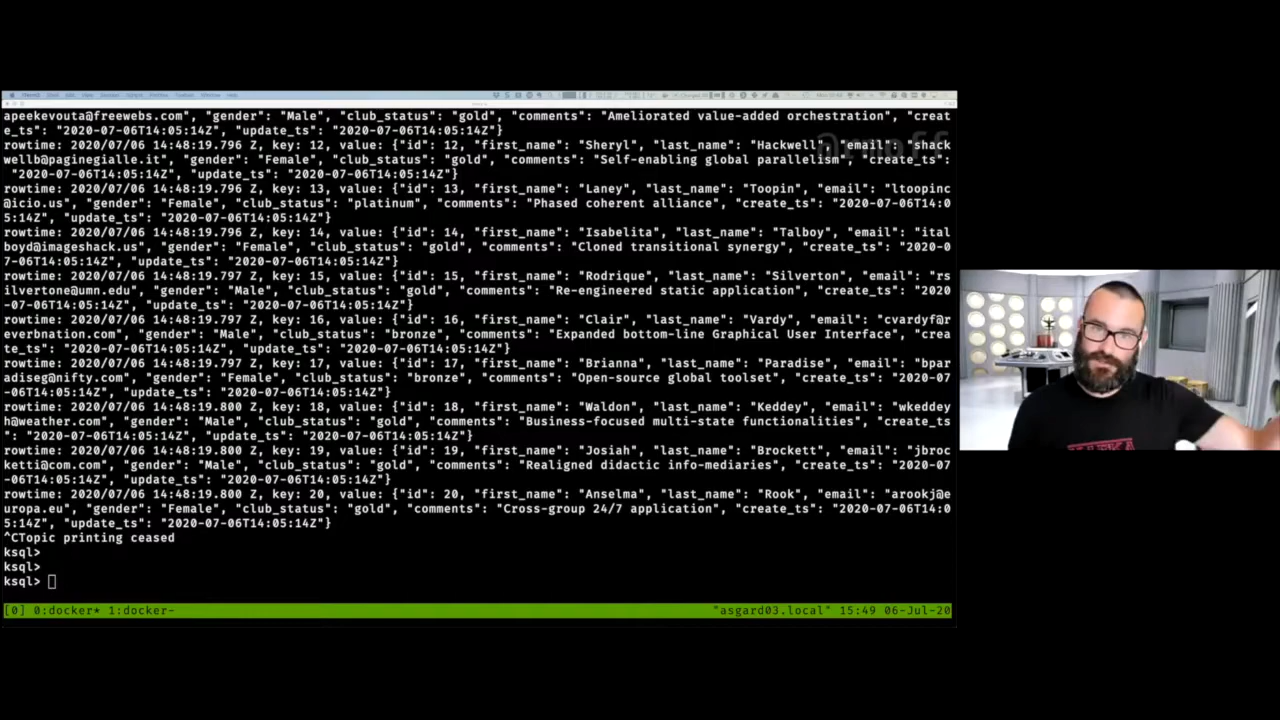 apeekevouta@freewebs.com", "gender": "Male", "club_status": "gold", "comments": "Ameliorated value-added orchestration", "creat
e_ts": "2020-07-06T14:05:14Z", "update_ts": "2020-07-06T14:05:14Z"}
@rmoff
rowtime: 2020/07/06 14:48:19.796 Z, key: 12, value: {"id": 12, "first_name": "Sheryl", "last_name": "Hackwell", "email": "shack
wellb@paginegialle.it", "gender": "Female", "club_status": "gold", "comments": "Self-enabling global parallelism", "create_ts":
"2020-07-06T14:05:14Z", "update_ts": "2020-07-06T14:05:14Z"}
rowtime: 2020/07/06 14:48:19.796 Z, key: 13, value: {"id": 13, "first_name": "Laney", "last_name": "Toopin", "email": "ltoopinc
@icio.us", "gender": "Female", "club_status": "platinum", "comments": "Phased coherent alliance", "create_ts": "2020-07-06T14:0
5:14Z", "update_ts": "2020-07-06T14:05:14Z"}
rowtime: 2020/07/06 14:48:19.796 Z, key: 14, value: {"id": 14, "first_name": "Isabelita", "last_name": "Talboy", "email": "ital
boyd@imageshack.us", "gender": "Female", "club_status": "gold", "comments": "Cloned transitional synergy", "create_ts": "2020-0
7-06T14:05:14Z", "update_ts": "2020-07-06T14:05:14Z"}
rowtime: 2020/07/06 14:48:19.797 Z, key: 15, value: {"id": 15, "first_name": "Rodrique", "last_name": "Silverton", "email": "rs
ilvertone@umn.edu", "gender": "Male", "club_status": "gold", "comments": "Re-engineered static application", "create_ts": "2020
-07-06T14:05:14Z", "update_ts": "2020-07-06T14:05:14Z"}
rowtime: 2020/07/06 14:48:19.797 Z, key: 16, value: {"id": 16, "first_name": "Clair", "last_name": "Vardy", "email": "cvardyf@r
everbnation.com", "gender": "Male", "club_status": "bronze", "comments": "Expanded bottom-line Graphical User Interface", "crea
te_ts": "2020-07-06T14:05:14Z", "update_ts": "2020-07-06T14:05:14Z"}
rowtime: 2020/07/06 14:48:19.797 Z, key: 17, value: {"id": 17, "first_name": "Brianna", "last_name": "Paradise", "email": "bpar
adiseg@nifty.com", "gender": "Female", "club_status": "bronze", "comments": "Open-source global toolset", "create_ts": "2020-07
-06T14:05:14Z", "update_ts": "2020-07-06T14:05:14Z"}
rowtime: 2020/07/06 14:48:19.800 Z, key: 18, value: {"id": 18, "first_name": "Waldon", "last_name": "Keddey", "email": "wkeddey
h@weather.com", "gender": "Male", "club_status": "gold", "comments": "Business-focused multi-state functionalities", "create_ts
": "2020-07-06T14:05:14Z", "update_ts": "2020-07-06T14:05:14Z"}
rowtime: 2020/07/06 14:48:19.800 Z, key: 19, value: {"id": 19, "first_name": "Josiah", "last_name": "Brockett", "email": "jbroc
ketti@com.com", "gender": "Male", "club_status": "gold", "comments": "Realigned didactic info-mediaries", "create_ts": "2020-07
-06T14:05:14Z", "update_ts": "2020-07-06T14:05:14Z"}
rowtime: 2020/07/06 14:48:19.800 Z, key: 20, value: {"id": 20, "first_name": "Anselma", "last_name": "Rook", "email": "arookj@e
uropa.eu", "gender": "Female", "club_status": "gold", "comments": "Cross-group 24/7 application", "create_ts": "2020-07-06T14:0
5:14Z", "update_ts": "2020-07-06T14:05:14Z"}
^CTopic printing ceased
ksql>
ksql>
ksql>
[0] 0:docker* 1:docker- "asgard03.local" 15:49 06-Jul-20